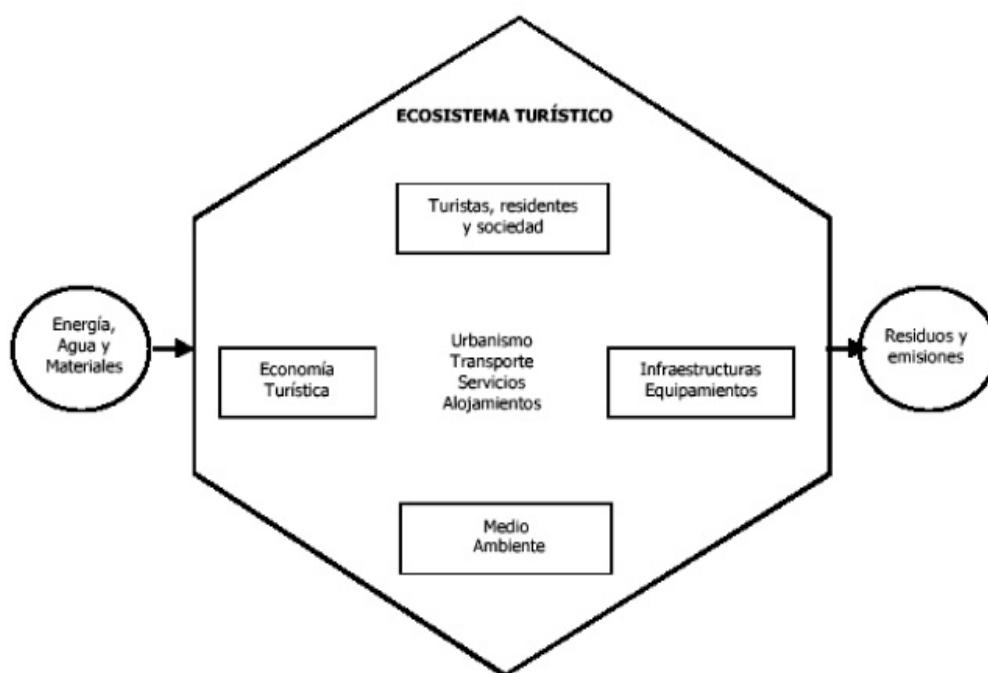 ECOSISTEMA TURÍSTICO
Turistas, residentes
y sociedad
Energía,
Agua y
Materiales
Economía
Turística
Urbanismo
Transporte
Servicios
Alojamientos
Infraestructuras
Equipamientos
Residuos y
emisiones
Medio
Ambiente